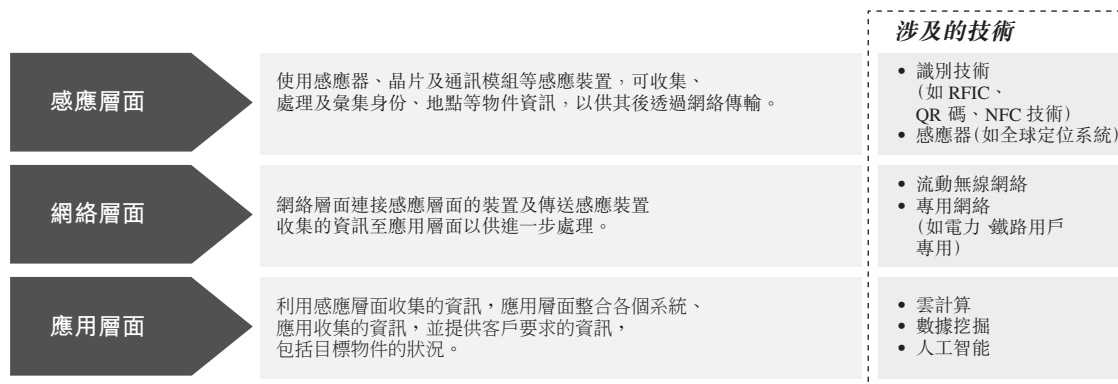 涉及的技術
感應層面
使用感應器、晶片及通訊模組等感應裝置，可收集、
處理及彙集身份、地點等物件資訊，以供其後透過網絡傳輸。
• 識別技術
(如 RFIC、
QR 碼、NFC 技術)
• 感應器(如全球定位系統)
網絡層面
網絡層面連接感應層面的裝置及傳送感應裝置
收集的資訊至應用層面以供進一步處理。
• 流動無線網絡
• 專用網絡
(如電力 鐵路用戶
專用)
應用層面
利用感應層面收集的資訊，應用層面整合各個系統、
應用收集的資訊，並提供客戶要求的資訊，
包括目標物件的狀況。
• 雲計算
• 數據挖掘
• 人工智能